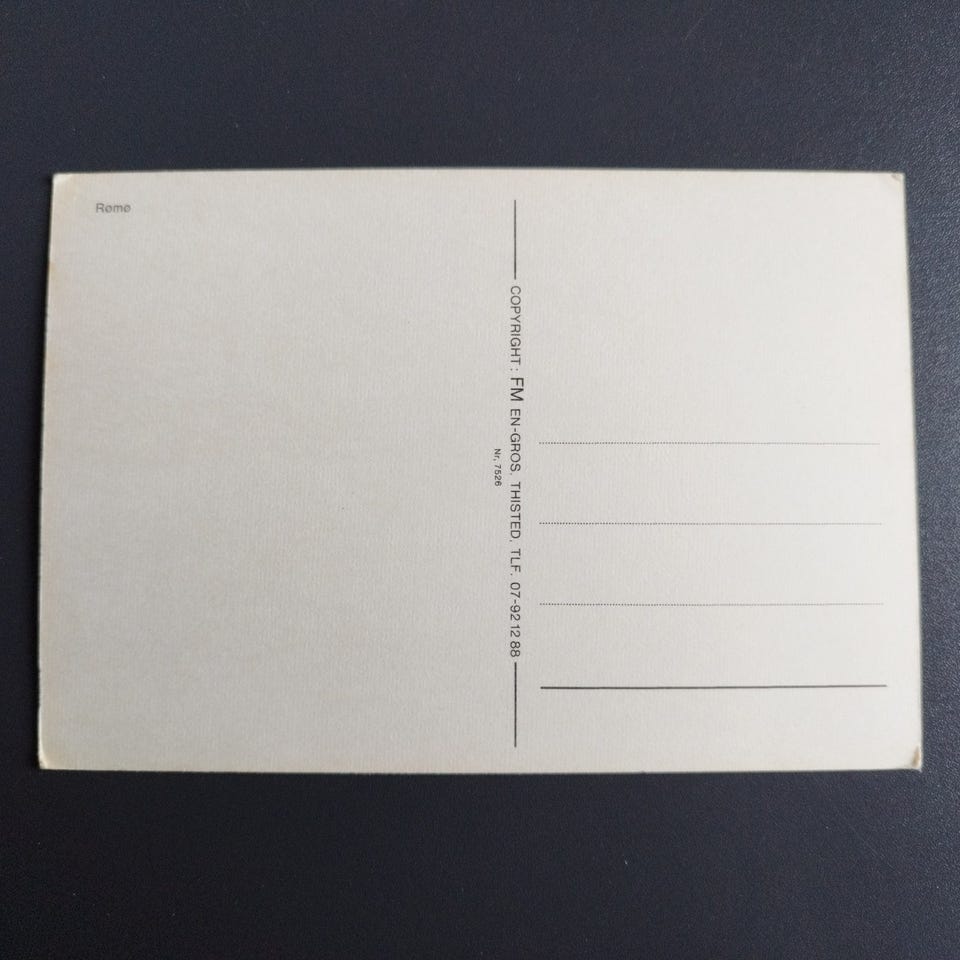 Rømø
COPYRIGHT: FM EN-GROS. THISTED. TLF. 07-92 12 88
Nr. 7526